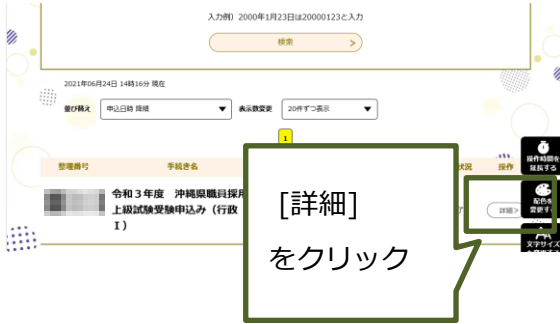 入力例）2000年1月23日は20000123と入力
検索 >
2021年06月24日 14時16分 現在
並び替え 申込日時 降順 ▼ 表示数変更 20件ずつ表示 ▼
1
整理番号 手続き名 状況 操作
操作時間を
延長する
令和３年度 沖縄県職員採用
上級試験受験申込み（行政
Ⅰ）
了
詳細>
配色を
変更する
文字サイズ
[詳細]
をクリック